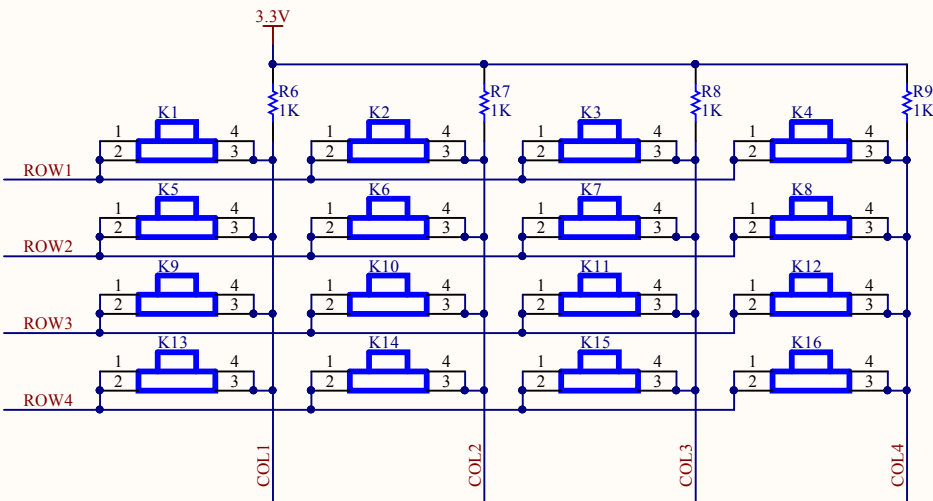 3.3V
R6 R7 R8 R9
1K 1K 1K 1K
K1 K2 K3 K4
1 4 1 4 1 4 1 4
2 3 2 3 2 3 2 3
ROW1
K5 K6 K7 K8
1 4 1 4 1 4 1 4
2 3 2 3 2 3 2 3
ROW2
K9 K10 K11 K12
1 4 1 4 1 4 1 4
2 3 2 3 2 3 2 3
ROW3
K13 K14 K15 K16
1 4 1 4 1 4 1 4
2 3 2 3 2 3 2 3
ROW4
COL1 COL2 COL3 COL4